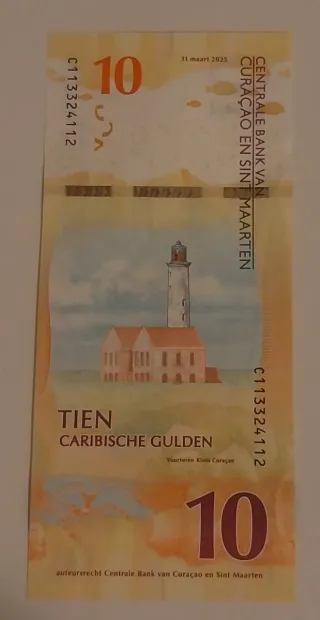 10
31 maart 2025
C113324112
CENTRALE BANK VAN
CURAÇAO EN SINT MAARTEN
C113324112
TIEN
CARIBISCHE GULDEN
Vuurtoren Klein Curaçao
10
auteursrecht Centrale Bank van Curaçao en Sint Maarten